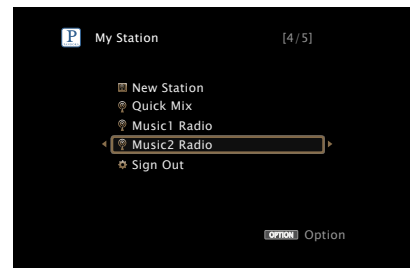 P My Station [4/5]
New Station
Quick Mix
Music1 Radio
Music2 Radio
Sign Out
OPTION Option